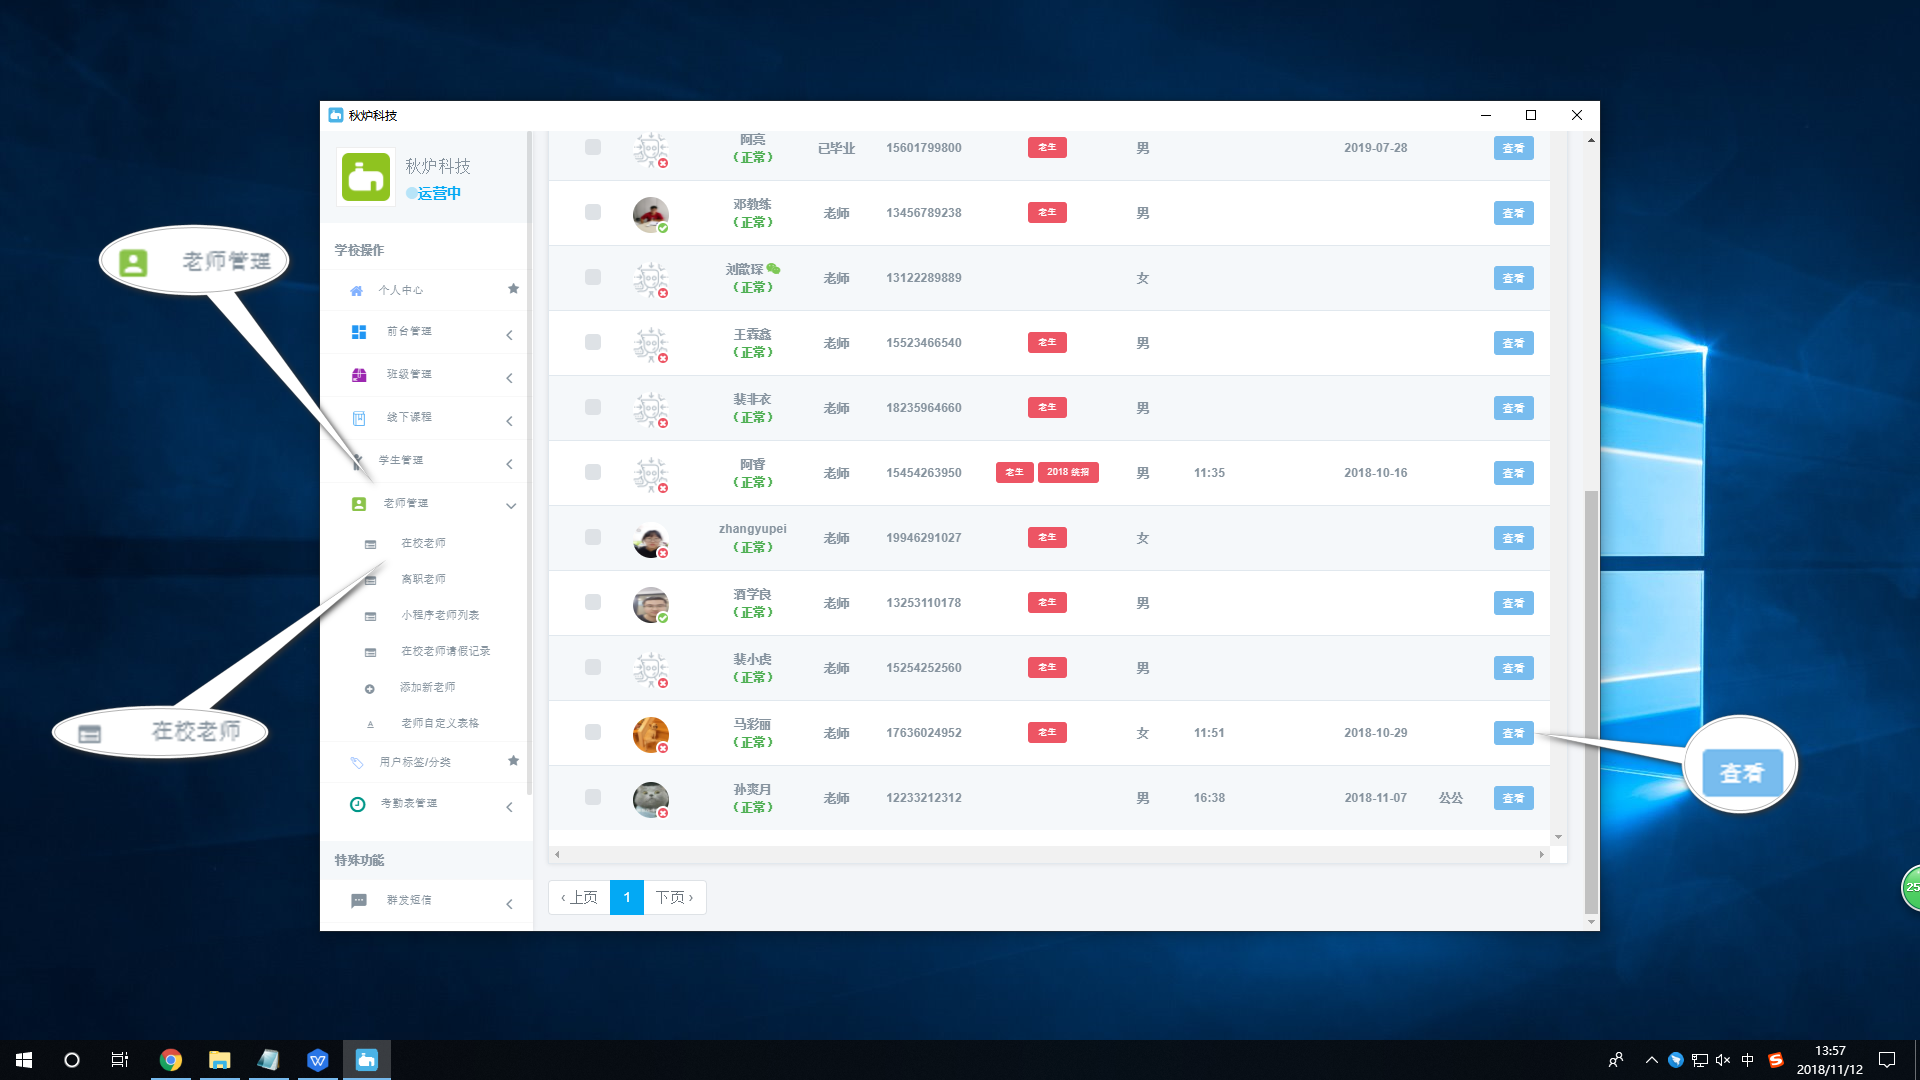 秋炉科技
秋炉科技
运营中
学校操作
个人中心
前台管理
班级管理
线下课程
学生管理
老师管理
在校老师
离职老师
小程序老师列表
在校老师请假记录
添加新老师
老师自定义表格
用户标签/分类
考勤表管理
特殊功能
群发短信
老师管理
在校老师
阿亮
（正常） 已毕业 15601799800 老生 男 2019-07-28 查看
邓教练
（正常） 老师 13456789238 老生 男 查看
刘歆琛
（正常） 老师 13122289889 女 查看
王霖鑫
（正常） 老师 15523466540 老生 男 查看
裴非衣
（正常） 老师 18235964660 老生 男 查看
阿睿
（正常） 老师 15454263950 老生 2018 统招 男 11:35 2018-10-16 查看
zhangyupei
（正常） 老师 19946291027 老生 女 查看
酒学良
（正常） 老师 13253110178 老生 男 查看
裴小虎
（正常） 老师 15254252560 老生 男 查看
马彩丽
（正常） 老师 17636024952 老生 女 11:51 2018-10-29 查看
孙爽月
（正常） 老师 12233212312 男 16:38 2018-11-07 公公 查看
查看
‹ 上页 1 下页 ›
25
中
13:57
2018/11/12